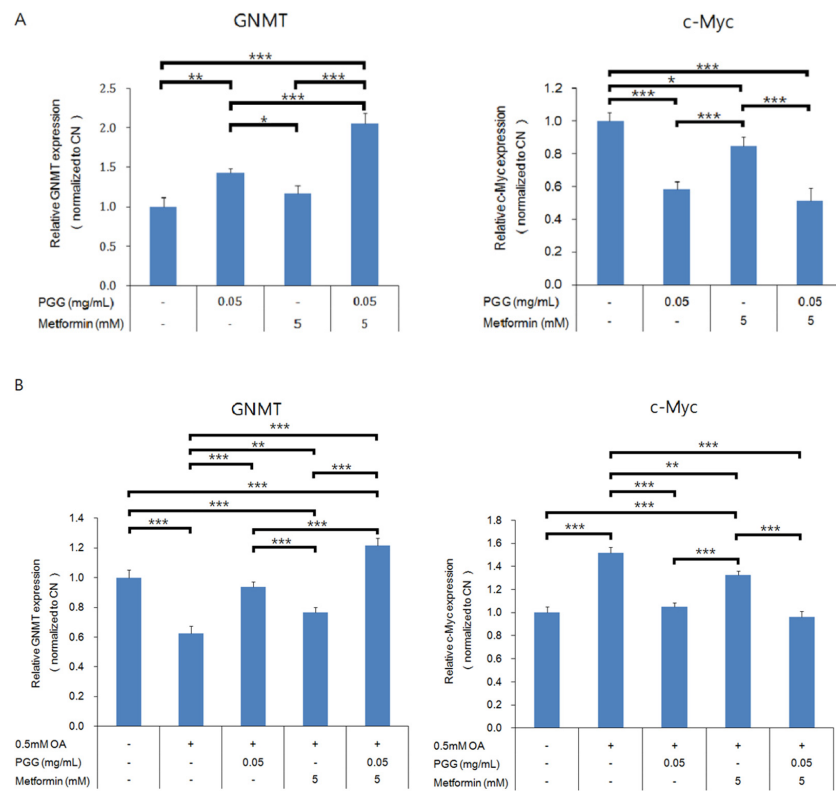 A
GNMT
c-Myc
***
**
***
***
*
Relative GNMT expression
( normalized to CN )
2.5
2.0
1.5
1.0
0.5
0.0
PGG (mg/mL) - 0.05 - 0.05
Metformin (mM) - - 5 5
***
*
***
***
***
Relative c-Myc expression
( normalized to CN )
1.2
1.0
0.8
0.6
0.4
0.2
0.0
PGG (mg/mL) - 0.05 - 0.05
Metformin (mM) - - 5 5
B
GNMT
c-Myc
***
**
***
***
***
***
***
***
***
Relative GNMT expression
( normalized to CN )
1.4
1.2
1.0
0.8
0.6
0.4
0.2
0.0
0.5mM OA - + + + +
PGG (mg/mL) - - 0.05 - 0.05
Metformin (mM) - - - 5 5
***
**
***
***
***
***
***
Relative c-Myc expression
( normalized to CN )
1.8
1.6
1.4
1.2
1.0
0.8
0.6
0.4
0.2
0.0
0.5mM OA - + + + +
PGG (mg/mL) - - 0.05 - 0.05
Metformin (mM) - - - 5 5